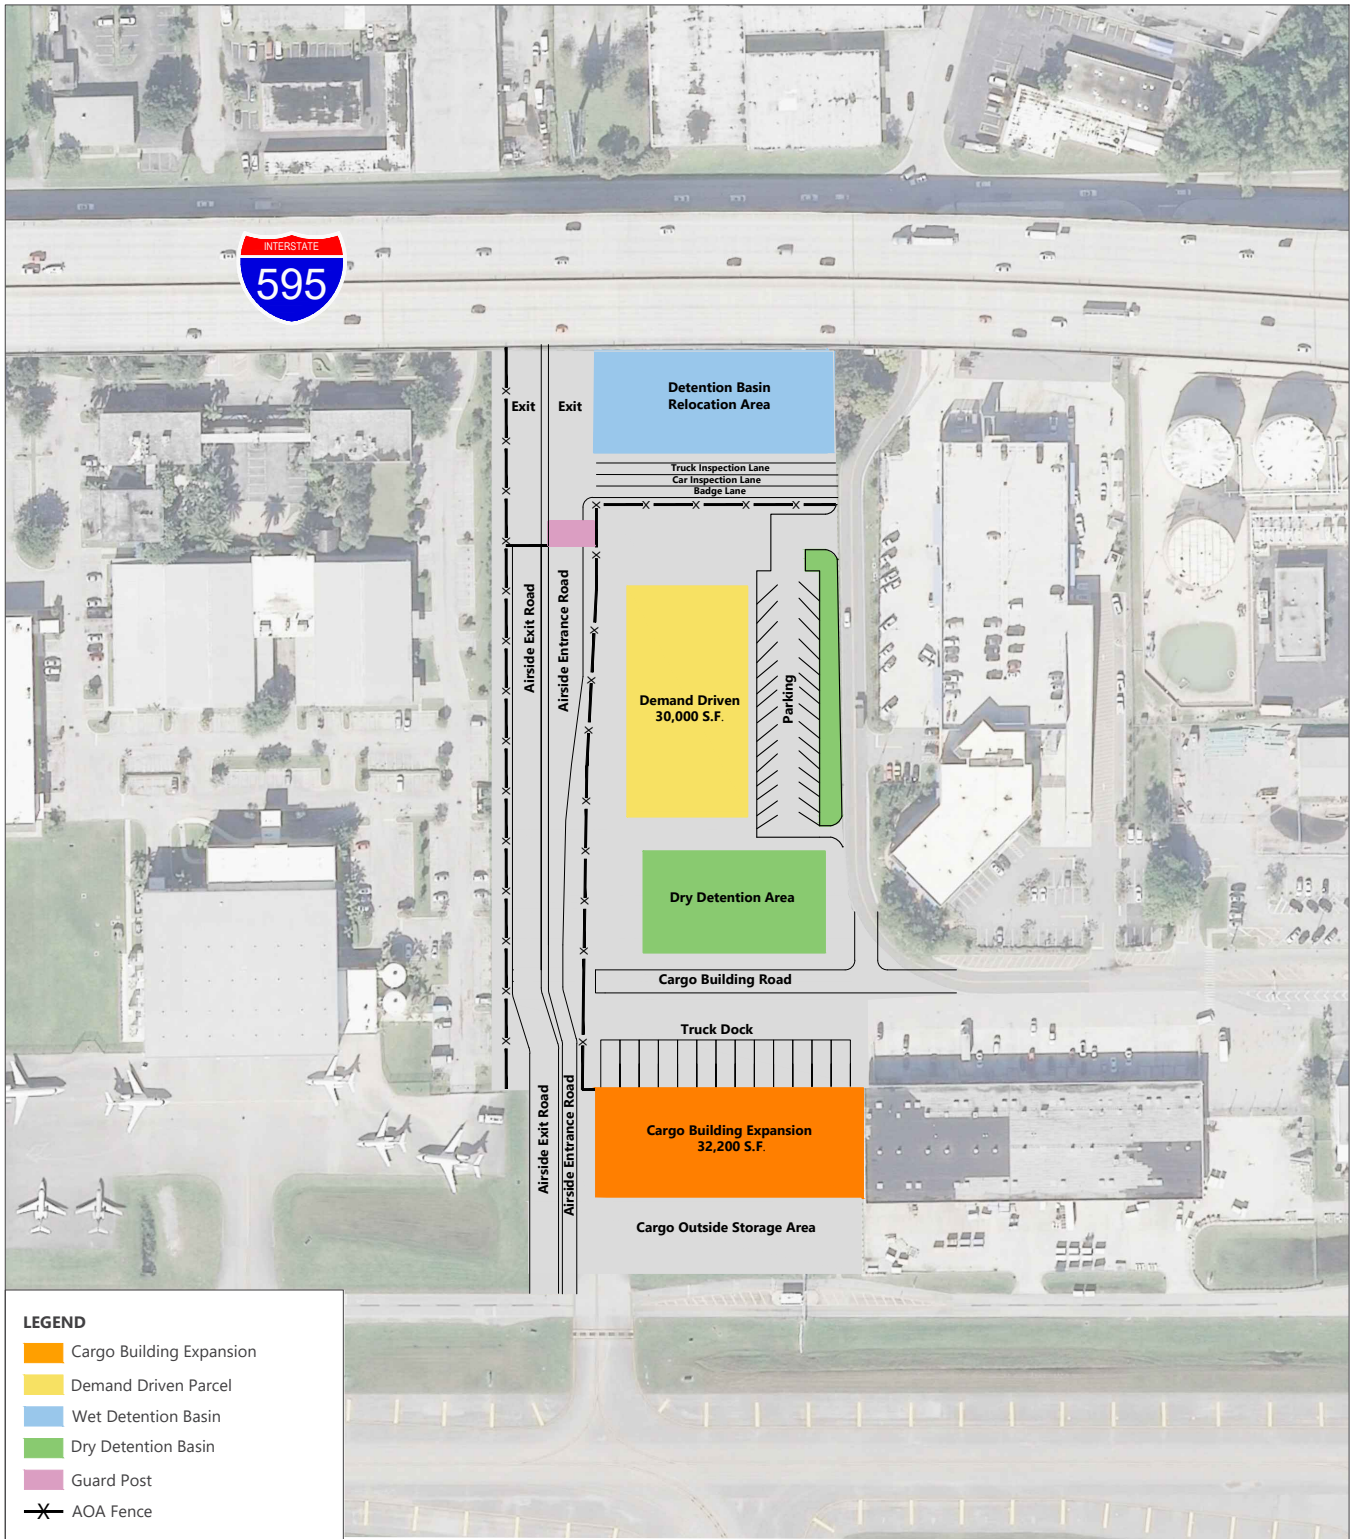 INTERSTATE
595
Detention Basin
Relocation Area
Exit
Exit
Truck Inspection Lane
Car Inspection Lane
Badge Lane
Airside Exit Road
Airside Entrance Road
Demand Driven
30,000 S.F.
Parking
Dry Detention Area
Cargo Building Road
Truck Dock
Airside Exit Road
Airside Entrance Road
Cargo Building Expansion
32,200 S.F.
Cargo Outside Storage Area
LEGEND
Cargo Building Expansion
Demand Driven Parcel
Wet Detention Basin
Dry Detention Basin
Guard Post
AOA Fence